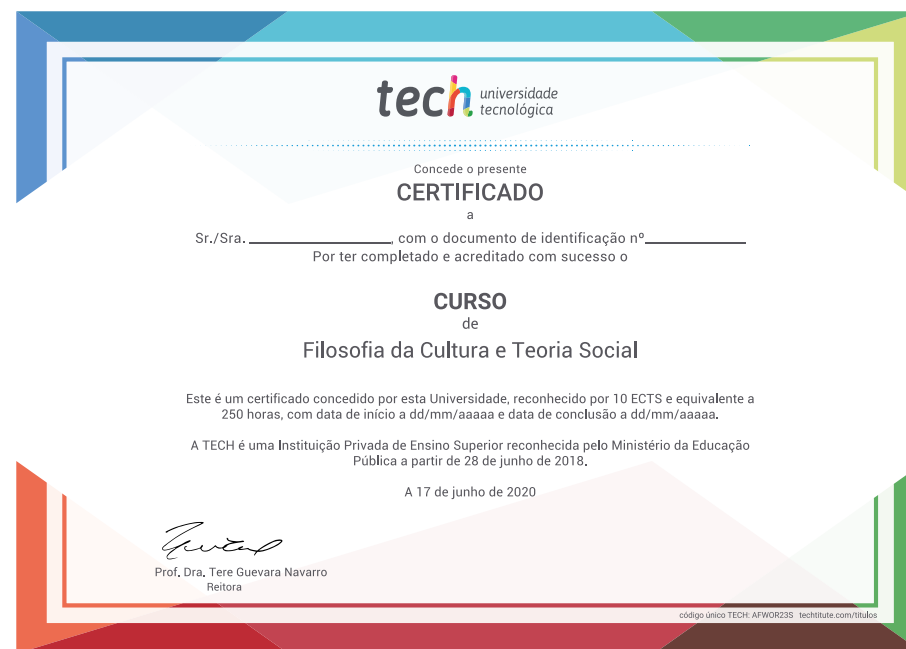 tech universidade
tecnológica
Concede o presente
CERTIFICADO
a
Sr./Sra. ____________, com o documento de identificação nº____________
Por ter completado e acreditado com sucesso o
CURSO
de
Filosofia da Cultura e Teoria Social
Este é um certificado concedido por esta Universidade, reconhecido por 10 ECTS e equivalente a
250 horas, com data de início a dd/mm/aaaaa e data de conclusão a dd/mm/aaaaa.
A TECH é uma Instituição Privada de Ensino Superior reconhecida pelo Ministério da Educação
Pública a partir de 28 de junho de 2018.
A 17 de junho de 2020
Prof. Dra. Tere Guevara Navarro
Reitora
código único TECH: AFWOR23S techtitute.com/titulos